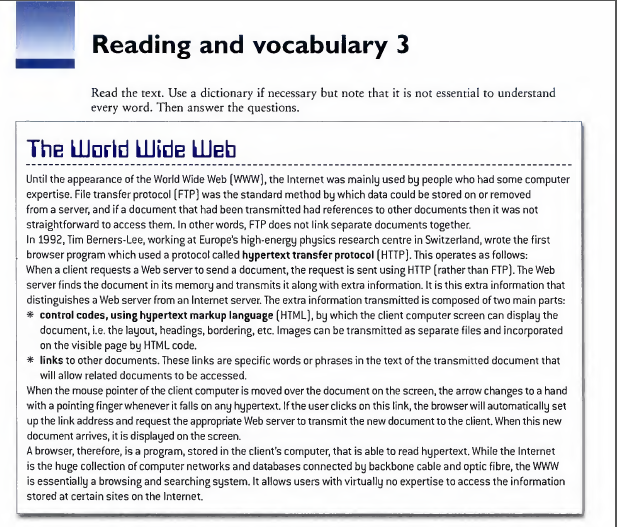 Reading and vocabulary 3
Read the text. Use a dictionary if necessary but note that it is not essential to understand
every word. Then answer the questions.
The World Wide Web
Until the appearance of the World Wide Web (WWW), the Internet was mainly used by people who had some computer
expertise. File transfer protocol (FTP) was the standard method by which data could be stored on or removed
from a server, and if a document that had been transmitted had references to other documents then it was not
straightforward to access them. In other words, FTP does not link separate documents together.
In 1992, Tim Berners-Lee, working at Europe's high-energy physics research centre in Switzerland, wrote the first
browser program which used a protocol called hypertext transfer protocol (HTTP). This operates as follows:
When a client requests a Web server to send a document, the request is sent using HTTP (rather than FTP). The Web
server finds the document in its memory and transmits it along with extra information. It is this extra information that
distinguishes a Web server from an Internet server. The extra information transmitted is composed of two main parts:
* control codes, using hypertext markup language (HTML), by which the client computer screen can display the
document, i.e. the layout, headings, bordering, etc. Images can be transmitted as separate files and incorporated
on the visible page by HTML code.
* links to other documents. These links are specific words or phrases in the text of the transmitted document that
will allow related documents to be accessed.
When the mouse pointer of the client computer is moved over the document on the screen, the arrow changes to a hand
with a pointing finger whenever it falls on any hypertext. If the user clicks on this link, the browser will automatically set
up the link address and request the appropriate Web server to transmit the new document to the client. When this new
document arrives, it is displayed on the screen.
A browser, therefore, is a program, stored in the client's computer, that is able to read hypertext. While the Internet
is the huge collection of computer networks and databases connected by backbone cable and optic fibre, the WWW
is essentially a browsing and searching system. It allows users with virtually no expertise to access the information
stored at certain sites on the Internet.